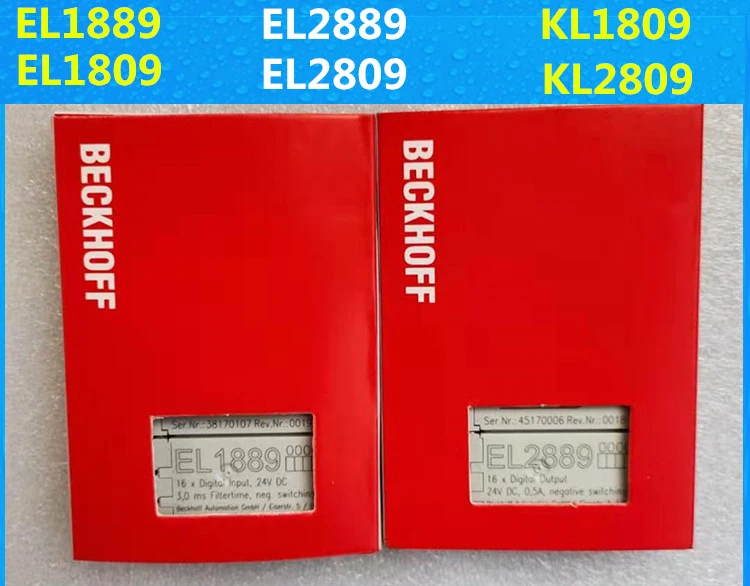 EL1889 EL2889 KL1809
EL1809 EL2809 KL2809
BECKHOFF
BECKHOFF
Ser.Nr.:38170107 Rev.Nr.:0019
EL1889
16 x Digital Input, 24V DC
3,0 ms Filtertime, neg. switching
Beckhoff Automation GmbH / Eiserstr. 5 /
Ser.Nr.:45170006 Rev.Nr.:0018
EL2889
16 x Digital Output
24V DC, 0,5A, negative switching